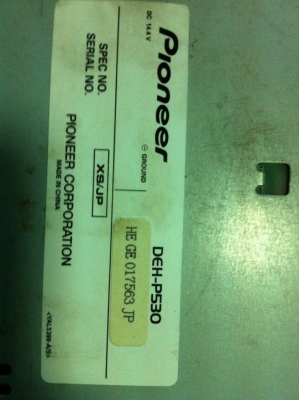 Pioneer
DEH-P530
DC 14.4 V
GROUND
HE GE 017563 JP
SPEC NO.
XS/JP
SERIAL NO.
PIONEER CORPORATION
MADE IN CHINA